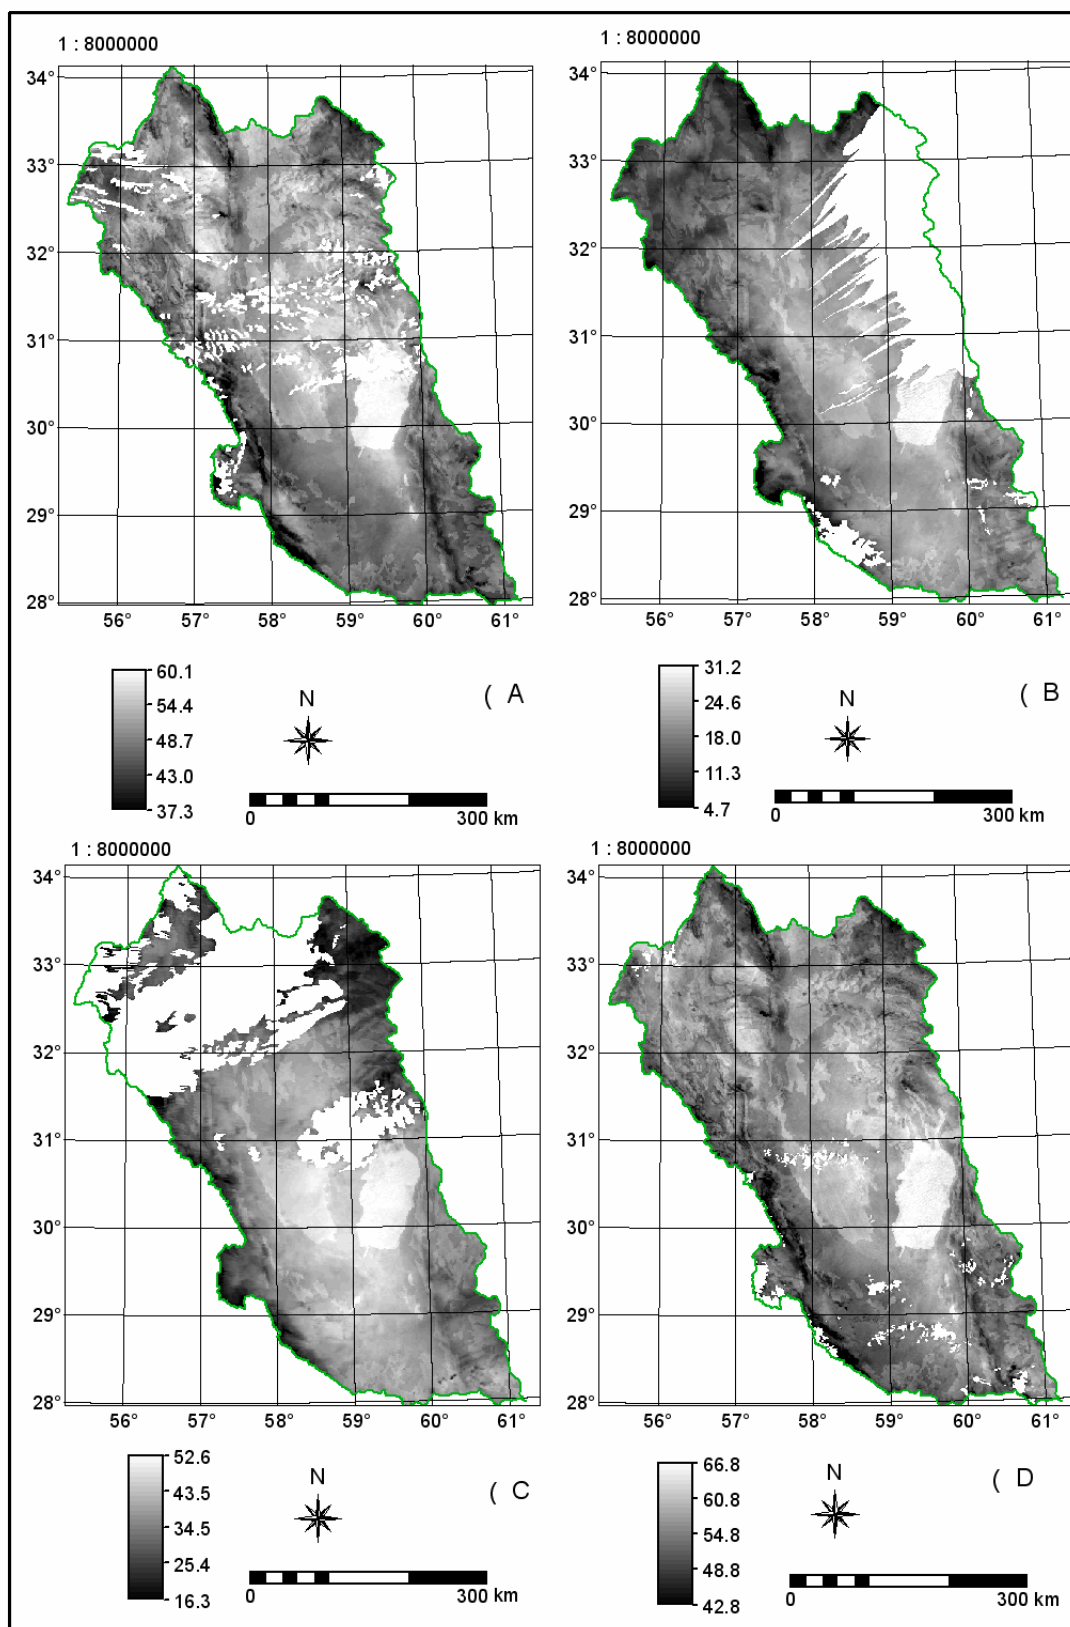 1 : 8000000
34°
33°
32°
31°
30°
29°
28°
56° 57° 58° 59° 60° 61°
60.1
54.4
48.7
43.0
37.3
N
( A
0 300 km
1 : 8000000
34°
33°
32°
31°
30°
29°
28°
56° 57° 58° 59° 60° 61°
31.2
24.6
18.0
11.3
4.7
N
( B
0 300 km
1 : 8000000
34°
33°
32°
31°
30°
29°
28°
56° 57° 58° 59° 60° 61°
52.6
43.5
34.5
25.4
16.3
N
( C
0 300 km
1 : 8000000
34°
33°
32°
31°
30°
29°
28°
56° 57° 58° 59° 60° 61°
66.8
60.8
54.8
48.8
42.8
N
( D
0 300 km